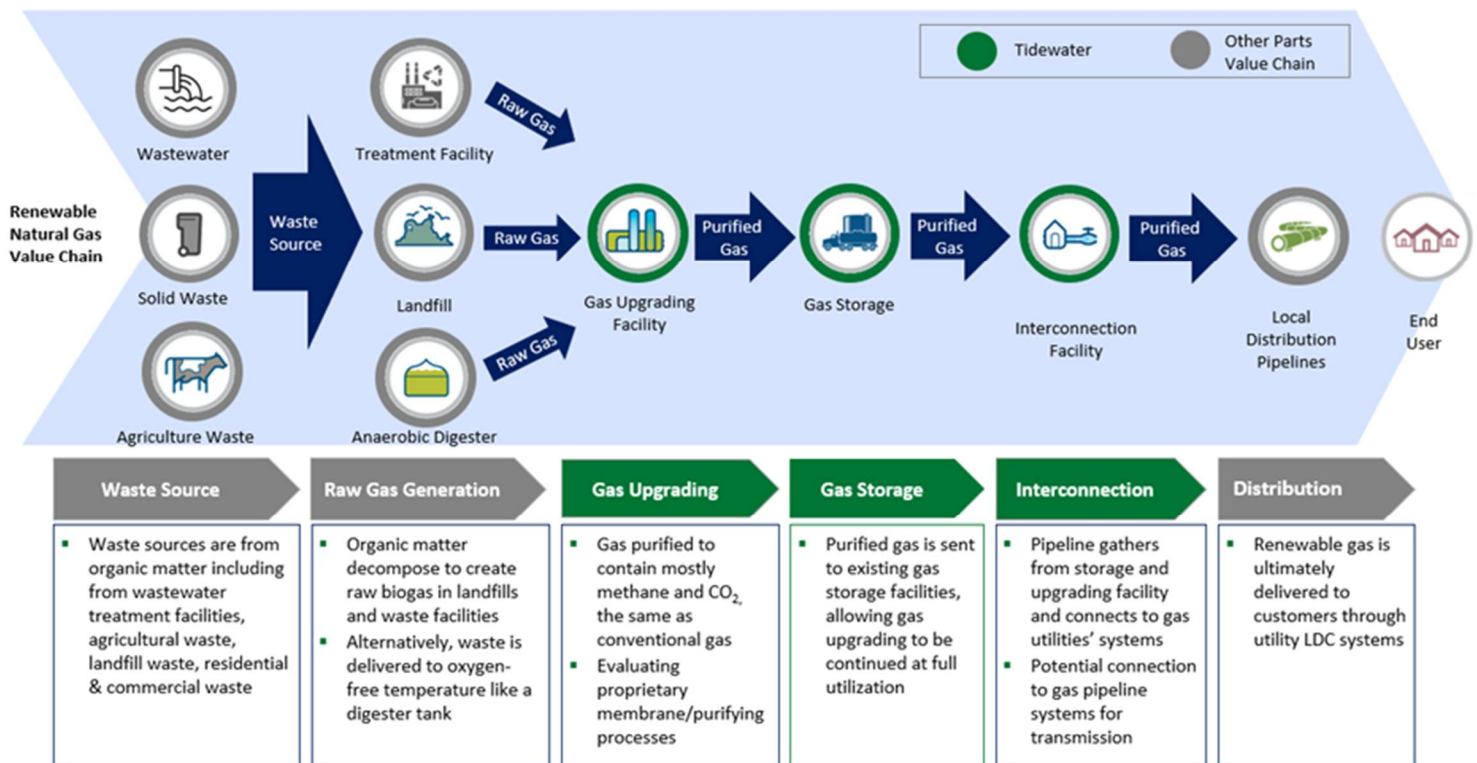 Tidewater
Other Parts
Value Chain
Renewable
Natural Gas
Value Chain
Wastewater
Solid Waste
Agriculture Waste
Waste
Source
Treatment Facility
Landfill
Anaerobic Digester
Raw Gas
Raw Gas
Raw Gas
Gas Upgrading
Facility
Purified
Gas
Gas Storage
Purified
Gas
Interconnection
Facility
Purified
Gas
Local
Distribution
Pipelines
End
User
Waste Source
▪ Waste sources are from
organic matter including
from wastewater
treatment facilities,
agricultural waste,
landfill waste, residential
& commercial waste
Raw Gas Generation
▪ Organic matter
decompose to create
raw biogas in landfills
and waste facilities
▪ Alternatively, waste is
delivered to oxygen-
free temperature like a
digester tank
Gas Upgrading
▪ Gas purified to
contain mostly
methane and CO₂,
the same as
conventional gas
▪ Evaluating
proprietary
membrane/purifying
processes
Gas Storage
▪ Purified gas is sent
to existing gas
storage facilities,
allowing gas
upgrading to be
continued at full
utilization
Interconnection
▪ Pipeline gathers
from storage and
upgrading facility
and connects to gas
utilities' systems
▪ Potential connection
to gas pipeline
systems for
transmission
Distribution
▪ Renewable gas is
ultimately
delivered to
customers through
utility LDC systems